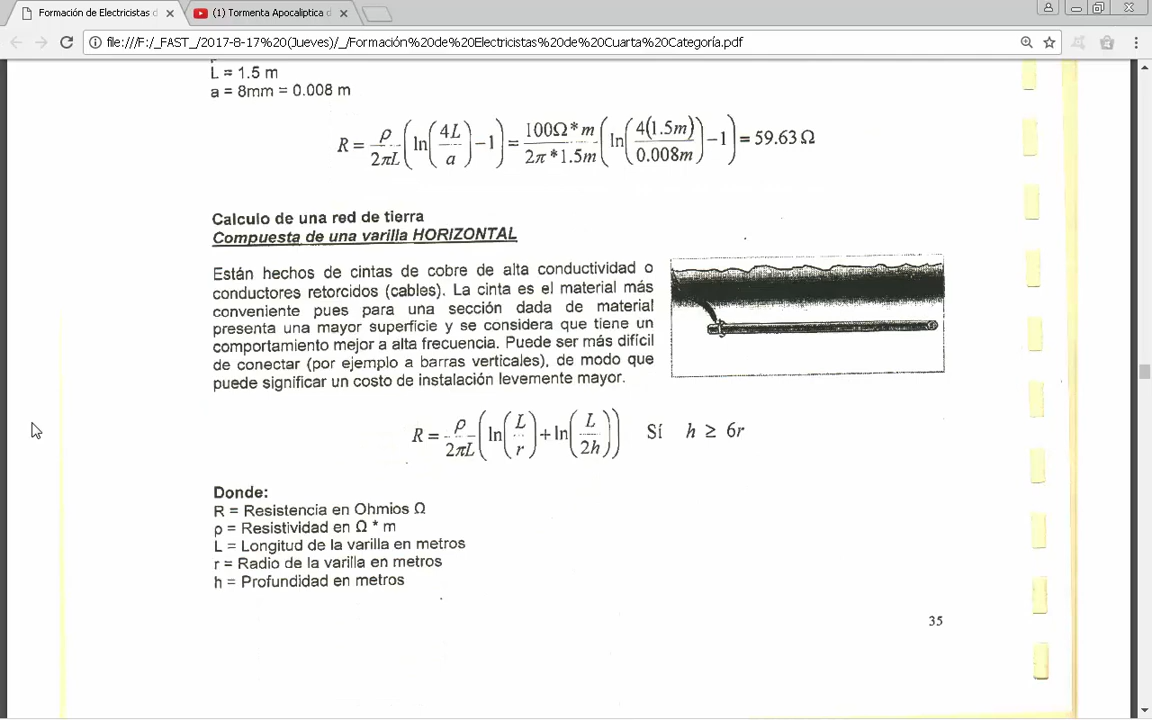 Formación de Electricistas d
(1) Tormenta Apocaliptica d
file:///F:/_FAST_/2017-8-17%20(Jueves)/_/Formación%20de%20Electricistas%20de%20Cuarta%20Categoría.pdf
L = 1.5 m
a = 8mm = 0.008 m
R = ρ/2πL (ln(4L/a) −1) = 100Ω*m/2π*1.5m (ln(4(1.5m)/0.008m) −1) = 59.63 Ω
Calculo de una red de tierra
Compuesta de una varilla HORIZONTAL
Están hechos de cintas de cobre de alta conductividad o
conductores retorcidos (cables). La cinta es el material más
conveniente pues para una sección dada de material
presenta una mayor superficie y se considera que tiene un
comportamiento mejor a alta frecuencia. Puede ser más difícil
de conectar (por ejemplo a barras verticales), de modo que
puede significar un costo de instalación levemente mayor.
R = ρ/2πL (ln(L/r) + ln(L/2h)) Sí h ≥ 6r
Donde:
R = Resistencia en Ohmios Ω
ρ = Resistividad en Ω * m
L = Longitud de la varilla en metros
r = Radio de la varilla en metros
h = Profundidad en metros
35